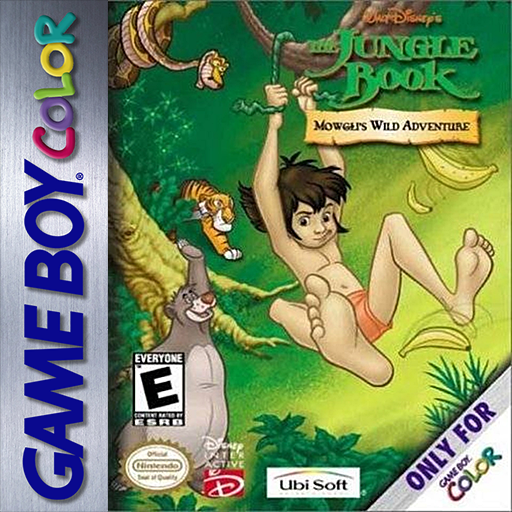 GAME BOY COLOR
Walt Disney's
The Jungle
Book
Mowgli's Wild Adventure
EVERYONE
E
CONTENT RATED BY
ESRB
Official
Nintendo
Seal of Quality
Disney
INTER
ACTIVE
D
Ubi Soft
ONLY FOR
GAME BOY
COLOR